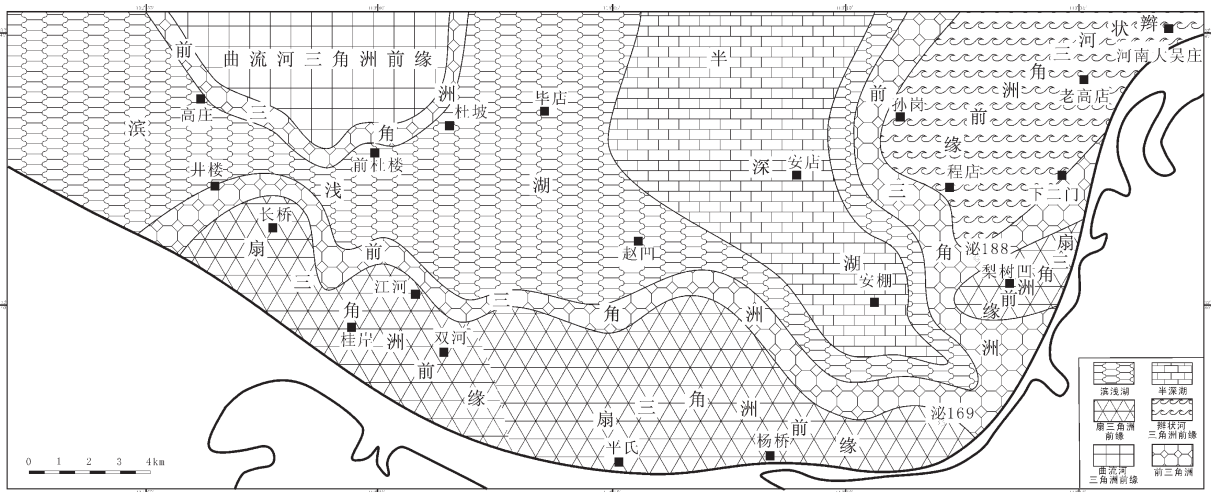 前三角洲
曲流河三角洲前缘
辫状河三角洲前缘
河南大吴庄
老高店
孙岗
高庄
杜坡
毕店
半深湖
滨浅湖
前杜楼
井楼
安店
程店
下二门
前三角洲
长桥
赵凹
泌188
梨树凹
扇三角洲前缘
安棚
江河
前三角洲
桂岸
双河
扇三角洲前缘
扇三角洲前缘
泌169
平氏
杨桥
0 1 2 3 4km
滨浅湖
半深湖
扇三角洲
前缘
辫状河
三角洲前缘
曲流河
三角洲前缘
前三角洲